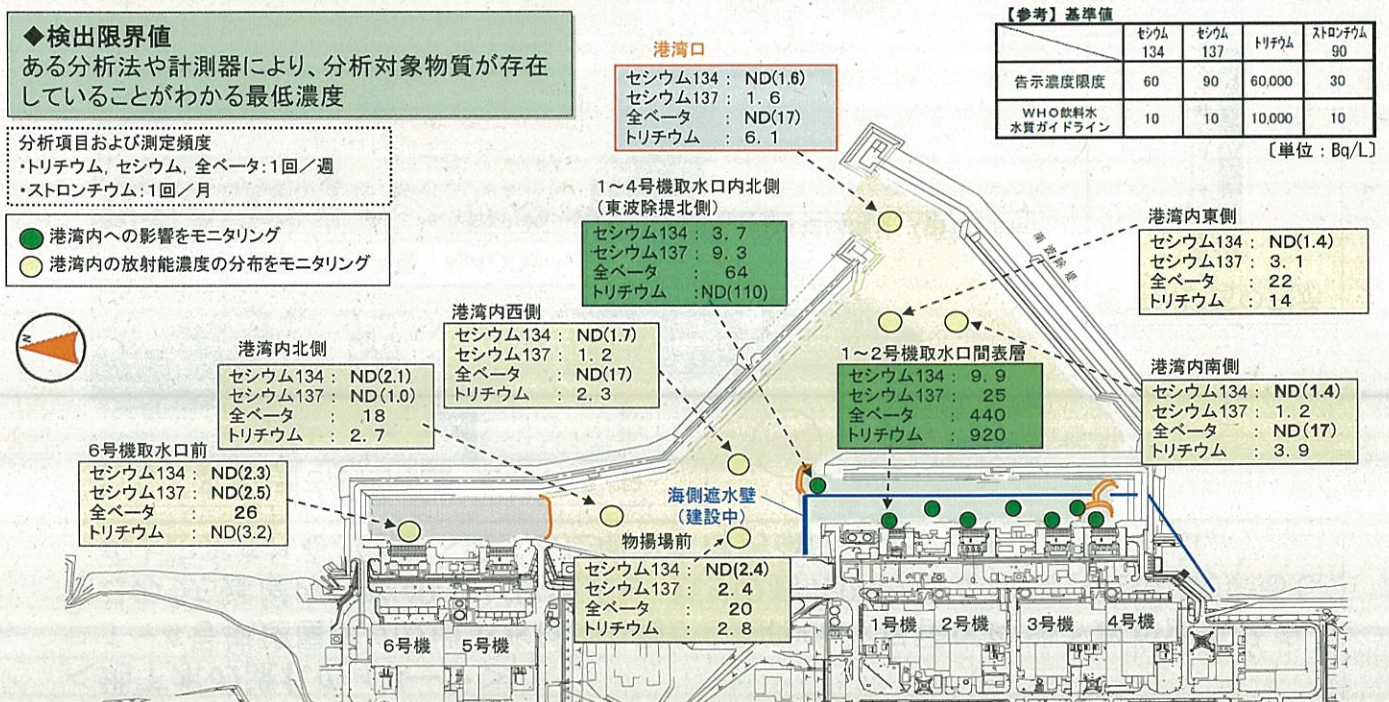 ◆検出限界値
ある分析法や計測器により、分析対象物質が存在
していることがわかる最低濃度
分析項目および測定頻度
・トリチウム, セシウム, 全ベータ:1回／週
・ストロンチウム:1回／月
港湾内への影響をモニタリング
港湾内の放射能濃度の分布をモニタリング
N
【参考】基準値
セシウム134 セシウム137 トリチウム ストロンチウム90
告示濃度限度 60 90 60,000 30
WHO飲料水
水質ガイドライン 10 10 10,000 10
〔単位：Bq/L〕
港湾口
セシウム134： ND(1.6)
セシウム137： 1.6
全ベータ ： ND(17)
トリチウム ： 6.1
1～4号機取水口内北側
（東波除提北側）
セシウム134： 3.7
セシウム137： 9.3
全ベータ ： 64
トリチウム ：ND(110)
港湾内東側
セシウム134： ND(1.4)
セシウム137： 3.1
全ベータ ： 22
トリチウム ： 14
港湾内西側
セシウム134： ND(1.7)
セシウム137： 1.2
全ベータ ： ND(17)
トリチウム ： 2.3
港湾内北側
セシウム134： ND(2.1)
セシウム137： ND(1.0)
全ベータ ： 18
トリチウム ： 2.7
1～2号機取水口間表層
セシウム134： 9.9
セシウム137： 25
全ベータ ： 440
トリチウム ： 920
港湾内南側
セシウム134： ND(1.4)
セシウム137： 1.2
全ベータ ： ND(17)
トリチウム ： 3.9
6号機取水口前
セシウム134： ND(2.3)
セシウム137： ND(2.5)
全ベータ ： 26
トリチウム ： ND(3.2)
海側遮水壁
（建設中）
物揚場前
セシウム134： ND(2.4)
セシウム137： 2.4
全ベータ ： 20
トリチウム ： 2.8
6号機 5号機
1号機 2号機 3号機 4号機